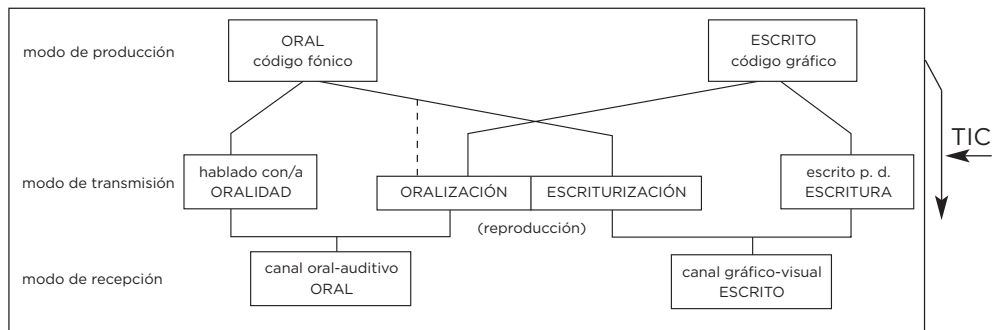 modo de producción
ORAL
código fónico
ESCRITO
código gráfico
TIC
modo de transmisión
hablado con/a
ORALIDAD
ORALIZACIÓN
ESCRITURIZACIÓN
escrito p. d.
ESCRITURA
(reproducción)
modo de recepción
canal oral-auditivo
ORAL
canal gráfico-visual
ESCRITO